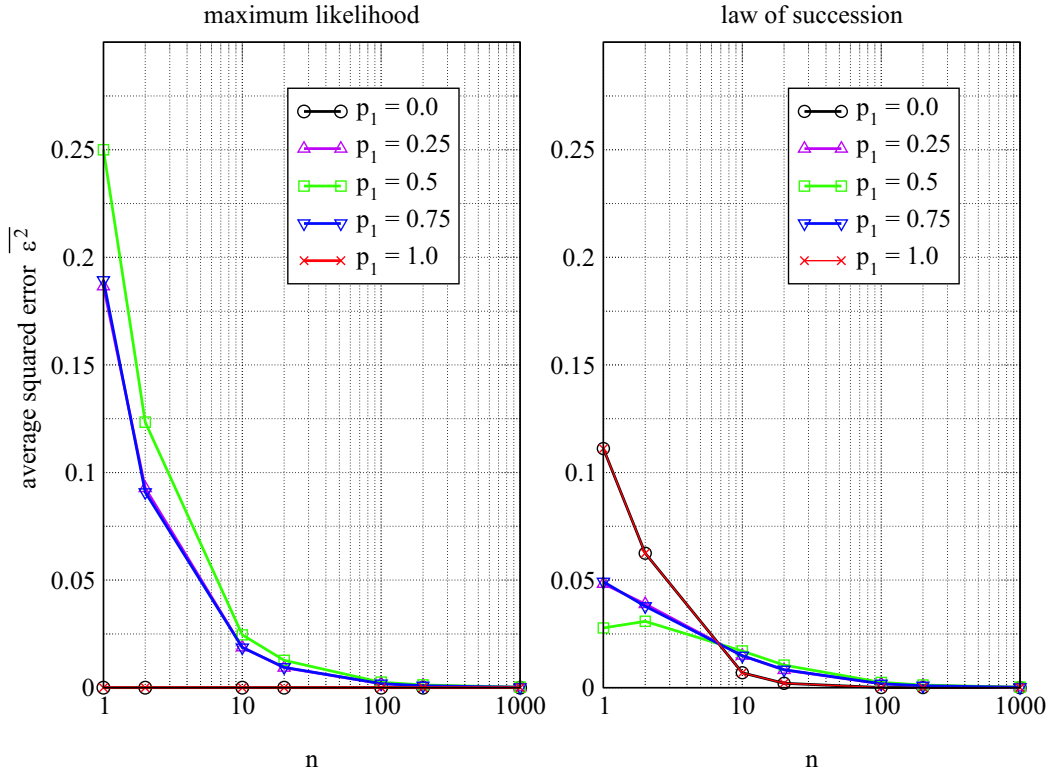 maximum likelihood
law of succession
average squared error ε²
0.25
0.2
0.15
0.1
0.05
0
1
10
100
1000
n
p₁ = 0.0
p₁ = 0.25
p₁ = 0.5
p₁ = 0.75
p₁ = 1.0
0.25
0.2
0.15
0.1
0.05
0
1
10
100
1000
n
p₁ = 0.0
p₁ = 0.25
p₁ = 0.5
p₁ = 0.75
p₁ = 1.0